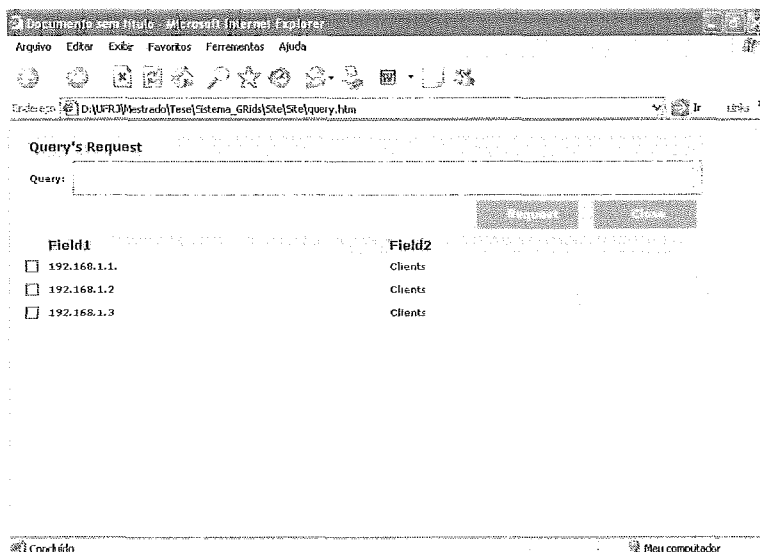 Documento sem título - Microsoft Internet Explorer
Arquivo Editar Exibir Favoritos Ferramentas Ajuda
Endereço D:\UFRJ\Mestrado\Tese\Sistema_GRids\Site\Site\query.htm Ir Links
Query's Request
Query:
Request Close
Field1 Field2
192.168.1.1. Clients
192.168.1.2 Clients
192.168.1.3 Clients
Concluído Meu computador